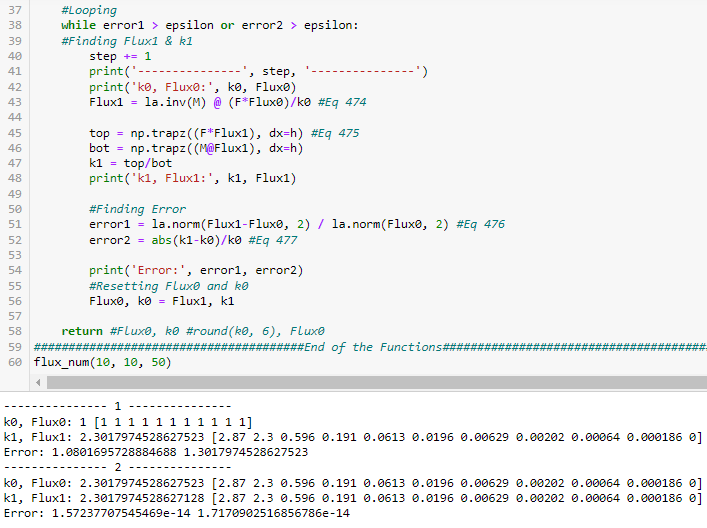 37 #Looping
38 while error1 > epsilon or error2 > epsilon:
39 #Finding Flux1 & k1
40 step += 1
41 print('---------------', step, '---------------')
42 print('k0, Flux0:', k0, Flux0)
43 Flux1 = la.inv(M) @ (F*Flux0)/k0 #Eq 474
44
45 top = np.trapz((F*Flux1), dx=h) #Eq 475
46 bot = np.trapz((M@Flux1), dx=h)
47 k1 = top/bot
48 print('k1, Flux1:', k1, Flux1)
49
50 #Finding Error
51 error1 = la.norm(Flux1-Flux0, 2) / la.norm(Flux0, 2) #Eq 476
52 error2 = abs(k1-k0)/k0 #Eq 477
53
54 print('Error:', error1, error2)
55 #Resetting Flux0 and k0
56 Flux0, k0 = Flux1, k1
57
58 return #Flux0, k0 #round(k0, 6), Flux0
59 #######################################End of the Functions######################################
60 flux_num(10, 10, 50)
--------------- 1 ---------------
k0, Flux0: 1 [1 1 1 1 1 1 1 1 1 1 1]
k1, Flux1: 2.3017974528627523 [2.87 2.3 0.596 0.191 0.0613 0.0196 0.00629 0.00202 0.00064 0.000186 0]
Error: 1.0801695728884688 1.3017974528627523
--------------- 2 ---------------
k0, Flux0: 2.3017974528627523 [2.87 2.3 0.596 0.191 0.0613 0.0196 0.00629 0.00202 0.00064 0.000186 0]
k1, Flux1: 2.3017974528627128 [2.87 2.3 0.596 0.191 0.0613 0.0196 0.00629 0.00202 0.00064 0.000186 0]
Error: 1.57237707545469e-14 1.7170902516856786e-14